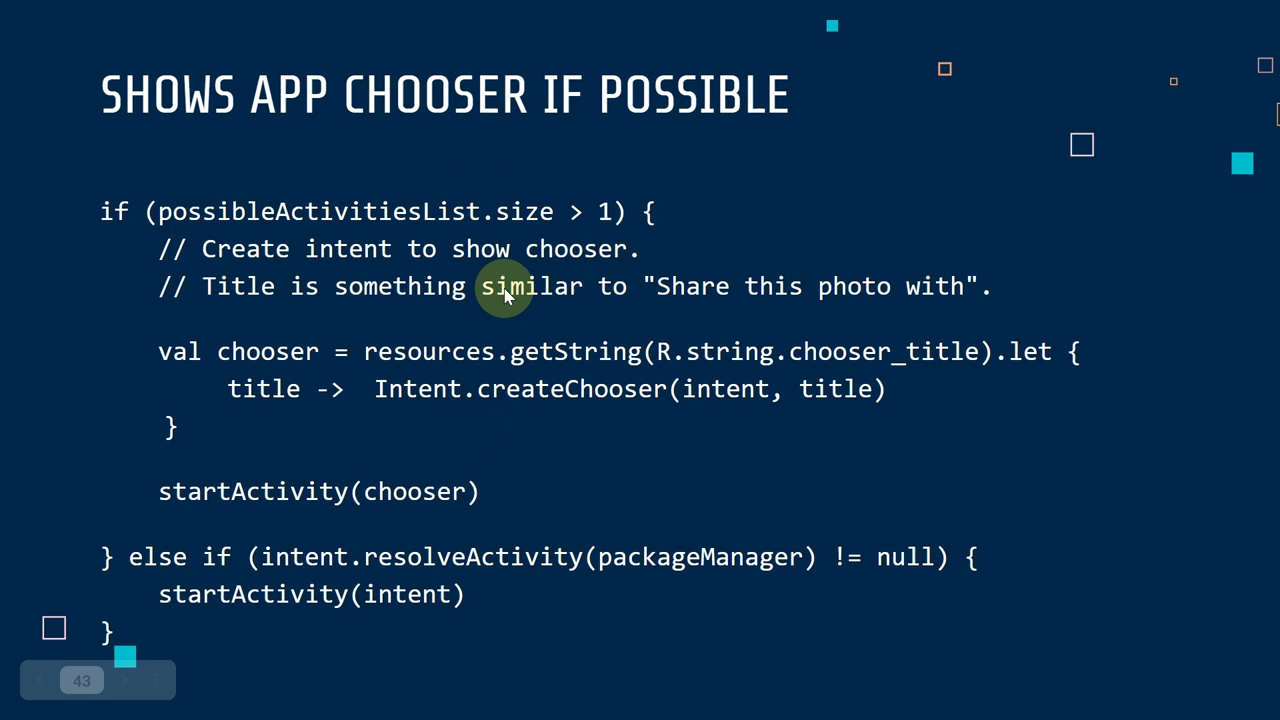 SHOWS APP CHOOSER IF POSSIBLE
if (possibleActivitiesList.size > 1) {
// Create intent to show chooser.
// Title is something similar to "Share this photo with".
val chooser = resources.getString(R.string.chooser_title).let {
title -> Intent.createChooser(intent, title)
}
startActivity(chooser)
} else if (intent.resolveActivity(packageManager) != null) {
startActivity(intent)
}
43